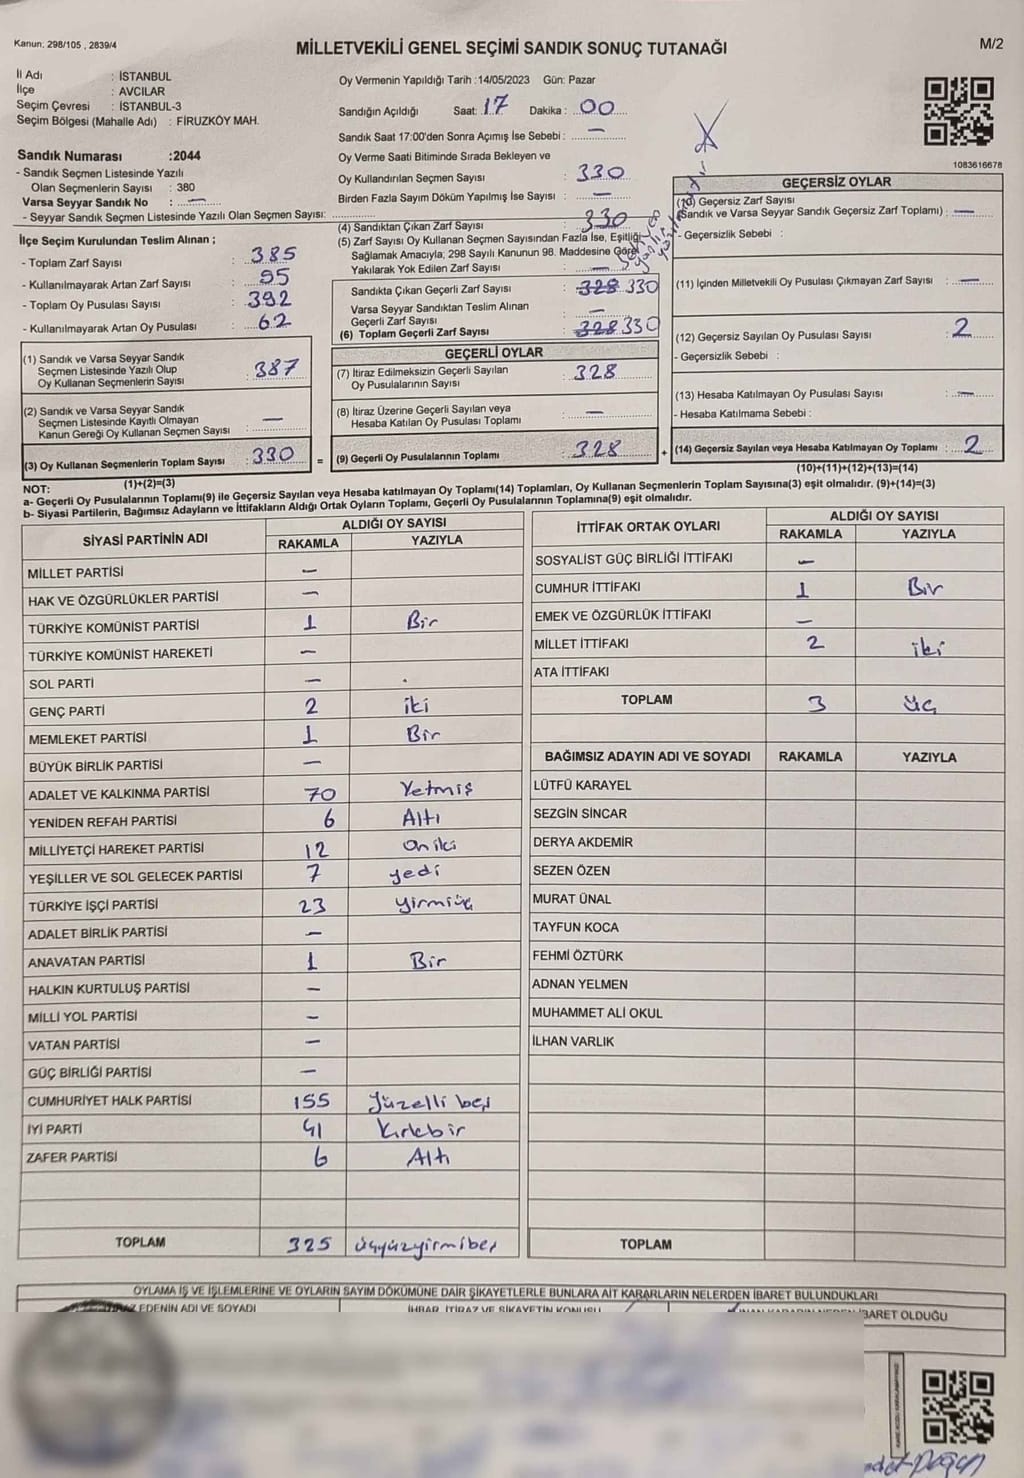 Kanun: 298/105 , 2839/4
MİLLETVEKİLİ GENEL SEÇİMİ SANDIK SONUÇ TUTANAĞI
M/2
İl Adı : İSTANBUL
İlçe : AVCILAR
Seçim Çevresi : İSTANBUL-3
Seçim Bölgesi (Mahalle Adı) : FİRUZKÖY MAH.
Sandık Numarası :2044
- Sandık Seçmen Listesinde Yazılı
Olan Seçmenlerin Sayısı : 380
Varsa Seyyar Sandık No : —
- Seyyar Sandık Seçmen Listesinde Yazılı Olan Seçmen Sayısı:
İlçe Seçim Kurulundan Teslim Alınan ;
- Toplam Zarf Sayısı : 385
- Kullanılmayarak Artan Zarf Sayısı : 95
- Toplam Oy Pusulası Sayısı : 392
- Kullanılmayarak Artan Oy Pusulası : 62
(1) Sandık ve Varsa Seyyar Sandık
Seçmen Listesinde Yazılı Olup
Oy Kullanan Seçmenlerin Sayısı : 387
(2) Sandık ve Varsa Seyyar Sandık
Seçmen Listesinde Kayıtlı Olmayan
Kanun Gereği Oy Kullanan Seçmen Sayısı : —
(3) Oy Kullanan Seçmenlerin Toplam Sayısı : 330
(1)+(2)=(3)
Oy Vermenin Yapıldığı Tarih :14/05/2023 Gün: Pazar
Sandığın Açıldığı Saat: 17 Dakika : 00
Sandık Saat 17:00'den Sonra Açımış İse Sebebi : —
Oy Verme Saati Bitiminde Sırada Bekleyen ve
Oy Kullandırılan Seçmen Sayısı : 330
Birden Fazla Sayım Döküm Yapılmış İse Sayısı : —
(4) Sandıktan Çıkan Zarf Sayısı : 330
(5) Zarf Sayısı Oy Kullanan Seçmen Sayısından Fazla İse, Eşitliği
Sağlamak Amacıyla; 298 Sayılı Kanunun 98. Maddesine Göre
Yakılarak Yok Edilen Zarf Sayısı : —
Sandıkta Çıkan Geçerli Zarf Sayısı : 328 330
Varsa Seyyar Sandıktan Teslim Alınan
Geçerli Zarf Sayısı : —
(6) Toplam Geçerli Zarf Sayısı : 328 330
GEÇERLİ OYLAR
(7) İtiraz Edilmeksizin Geçerli Sayılan
Oy Pusulalarının Sayısı : 328
(8) İtiraz Üzerine Geçerli Sayılan veya
Hesaba Katılan Oy Pusulası Toplamı : —
= (9) Geçerli Oy Pusulalarının Toplamı : 328 +
1083616678
GEÇERSİZ OYLAR
(10) Geçersiz Zarf Sayısı
(Sandık ve Varsa Seyyar Sandık Geçersiz Zarf Toplamı) : —
- Geçersizlik Sebebi :
(11) İçinden Milletvekili Oy Pusulası Çıkmayan Zarf Sayısı : —
(12) Geçersiz Sayılan Oy Pusulası Sayısı : 2
- Geçersizlik Sebebi :
(13) Hesaba Katılmayan Oy Pusulası Sayısı : —
- Hesaba Katılmama Sebebi :
(14) Geçersiz Sayılan veya Hesaba Katılmayan Oy Toplamı : 2
(10)+(11)+(12)+(13)=(14)
NOT:
a- Geçerli Oy Pusulalarının Toplamı(9) ile Geçersiz Sayılan veya Hesaba katılmayan Oy Toplamı(14) Toplamları, Oy Kullanan Seçmenlerin Toplam Sayısına(3) eşit olmalıdır. (9)+(14)=(3)
b- Siyasi Partilerin, Bağımsız Adayların ve İttifakların Aldığı Ortak Oyların Toplamı, Geçerli Oy Pusulalarının Toplamına(9) eşit olmalıdır.
SİYASİ PARTİNİN ADI
ALDIĞI OY SAYISI
RAKAMLA YAZIYLA
MİLLET PARTİSİ —
HAK VE ÖZGÜRLÜKLER PARTİSİ —
TÜRKİYE KOMÜNİST PARTİSİ 1 Bir
TÜRKİYE KOMÜNİST HAREKETİ —
SOL PARTİ —
GENÇ PARTİ 2 iki
MEMLEKET PARTİSİ 1 Bir
BÜYÜK BİRLİK PARTİSİ —
ADALET VE KALKINMA PARTİSİ 70 Yetmiş
YENİDEN REFAH PARTİSİ 6 Altı
MİLLİYETÇİ HAREKET PARTİSİ 12 on iki
YEŞİLLER VE SOL GELECEK PARTİSİ 7 yedi
TÜRKİYE İŞÇİ PARTİSİ 23 yirmiüç
ADALET BİRLİK PARTİSİ —
ANAVATAN PARTİSİ 1 Bir
HALKIN KURTULUŞ PARTİSİ —
MİLLİ YOL PARTİSİ —
VATAN PARTİSİ —
GÜÇ BİRLİĞİ PARTİSİ —
CUMHURİYET HALK PARTİSİ 155 Yüzelli beş
İYİ PARTİ 41 Kırkbir
ZAFER PARTİSİ 6 Altı
TOPLAM 325 üçyüzyirmibeş
İTTİFAK ORTAK OYLARI
ALDIĞI OY SAYISI
RAKAMLA YAZIYLA
SOSYALİST GÜÇ BİRLİĞİ İTTİFAKI —
CUMHUR İTTİFAKI 1 Bir
EMEK VE ÖZGÜRLÜK İTTİFAKI —
MİLLET İTTİFAKI 2 iki
ATA İTTİFAKI
TOPLAM 3 üç
BAĞIMSIZ ADAYIN ADI VE SOYADI RAKAMLA YAZIYLA
LÜTFÜ KARAYEL
SEZGİN SİNCAR
DERYA AKDEMİR
SEZEN ÖZEN
MURAT ÜNAL
TAYFUN KOCA
FEHMİ ÖZTÜRK
ADNAN YELMEN
MUHAMMET ALİ OKUL
İLHAN VARLIK
TOPLAM
OYLAMA İŞ VE İŞLEMLERİNE VE OYLARIN SAYIM DÖKÜMÜNE DAİR ŞİKAYETLERLE BUNLARA AİT KARARLARIN NELERDEN İBARET BULUNDUKLARI
EDENİN ADI VE SOYADI İHBAR, İTİRAZ VE ŞİKAYETİN KONUSU İBARET OLDUĞU